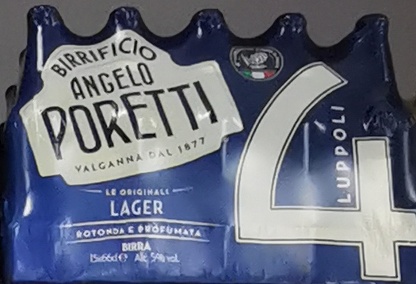 BIRRIFICIO
ANGELO
PORETTI
VALGANNA DAL 1877
4
LUPPOLI
LE ORIGINALI
LAGER
ROTONDA E PROFUMATA
BIRRA
15x66cl e Alc. 5% vol.